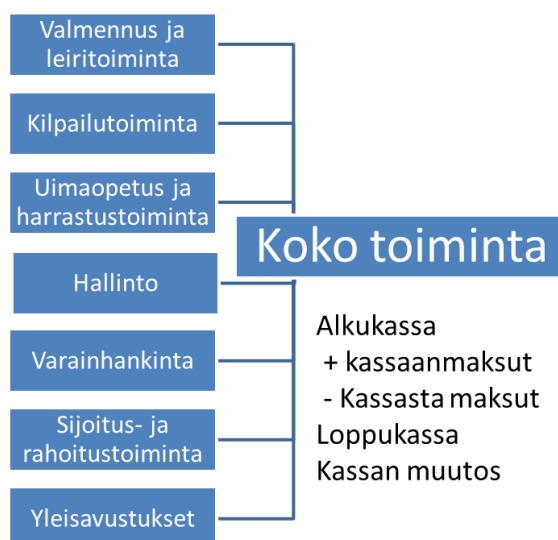 Valmennus ja
leiritoiminta
Kilpailutoiminta
Uimaopetus ja
harrastustoiminta
Hallinto
Varainhankinta
Sijoitus- ja
rahoitustoiminta
Yleisavustukset
Koko toiminta
Alkukassa
+ kassaanmaksut
- Kassasta maksut
Loppukassa
Kassan muutos